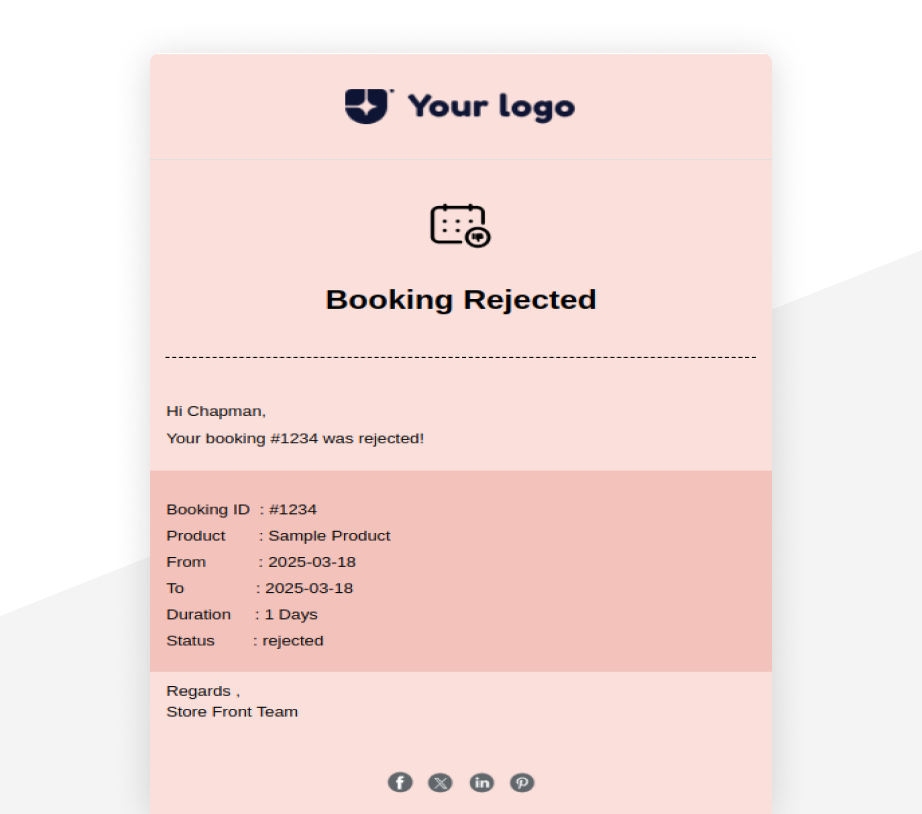 Your logo
Booking Rejected
Hi Chapman,
Your booking #1234 was rejected!
Booking ID : #1234
Product : Sample Product
From : 2025-03-18
To : 2025-03-18
Duration : 1 Days
Status : rejected
Regards ,
Store Front Team